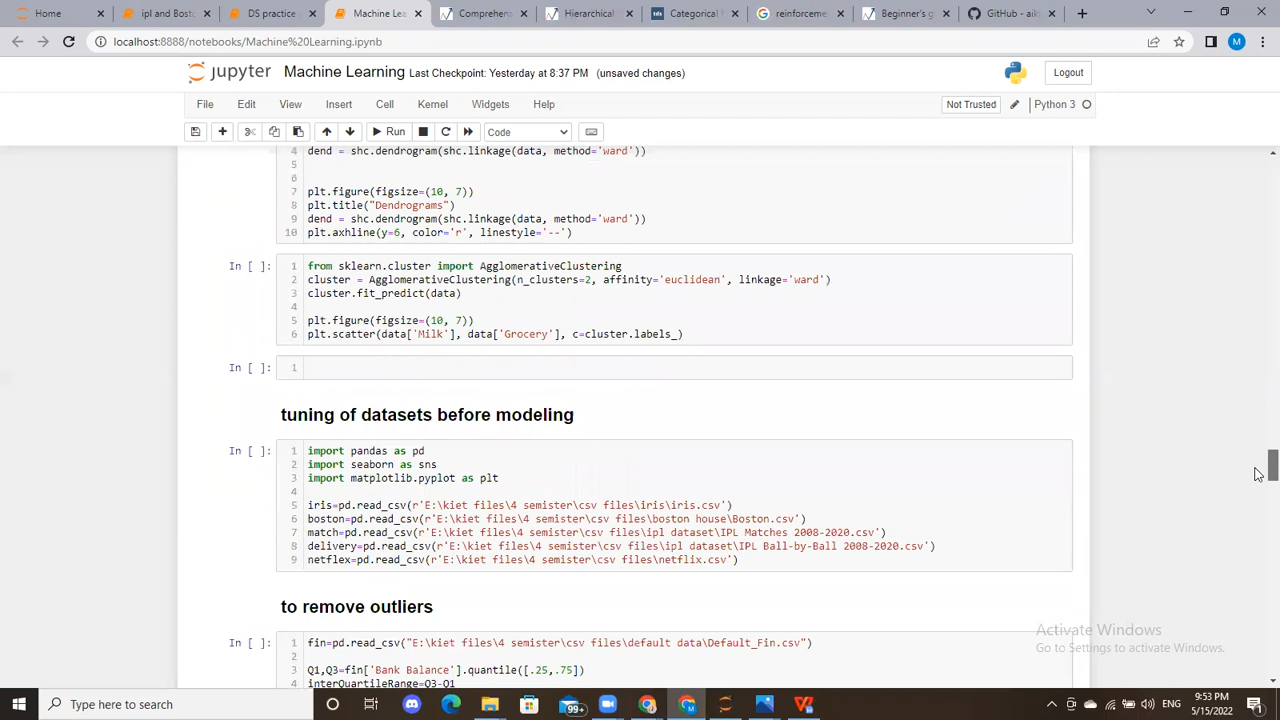 Home
ipl and Bosto
DS practice
Machine Lea
Comprehens
Hierarchical
Categorical
reinforceme
Beginner's g
GitHub - aik
localhost:8888/notebooks/Machine%20Learning.ipynb
M
jupyter Machine Learning Last Checkpoint: Yesterday at 8:37 PM (unsaved changes)
Logout
File Edit View Insert Cell Kernel Widgets Help
Not Trusted
Python 3
Run
Code
4 dend = shc.dendrogram(shc.linkage(data, method='ward'))
5
6
7 plt.figure(figsize=(10, 7))
8 plt.title("Dendrograms")
9 dend = shc.dendrogram(shc.linkage(data, method='ward'))
10 plt.axhline(y=6, color='r', linestyle='--')
In [ ]: 1 from sklearn.cluster import AgglomerativeClustering
2 cluster = AgglomerativeClustering(n_clusters=2, affinity='euclidean', linkage='ward')
3 cluster.fit_predict(data)
4
5 plt.figure(figsize=(10, 7))
6 plt.scatter(data['Milk'], data['Grocery'], c=cluster.labels_)
In [ ]: 1
tuning of datasets before modeling
In [ ]: 1 import pandas as pd
2 import seaborn as sns
3 import matplotlib.pyplot as plt
4
5 iris=pd.read_csv(r'E:\kiet files\4 semister\csv files\iris\iris.csv')
6 boston=pd.read_csv(r'E:\kiet files\4 semister\csv files\boston house\Boston.csv')
7 match=pd.read_csv(r'E:\kiet files\4 semister\csv files\ipl dataset\IPL Matches 2008-2020.csv')
8 delivery=pd.read_csv(r'E:\kiet files\4 semister\csv files\ipl dataset\IPL Ball-by-Ball 2008-2020.csv')
9 netflex=pd.read_csv(r'E:\kiet files\4 semister\csv files\netflix.csv')
to remove outliers
In [ ]: 1 fin=pd.read_csv("E:\kiet files\4 semister\csv files\default data\Default_Fin.csv")
2
3 Q1,Q3=fin['Bank Balance'].quantile([.25,.75])
4 interQuartileRange=Q3-Q1
Activate Windows
Go to Settings to activate Windows.
Type here to search
99+
ENG
9:53 PM
5/15/2022
1